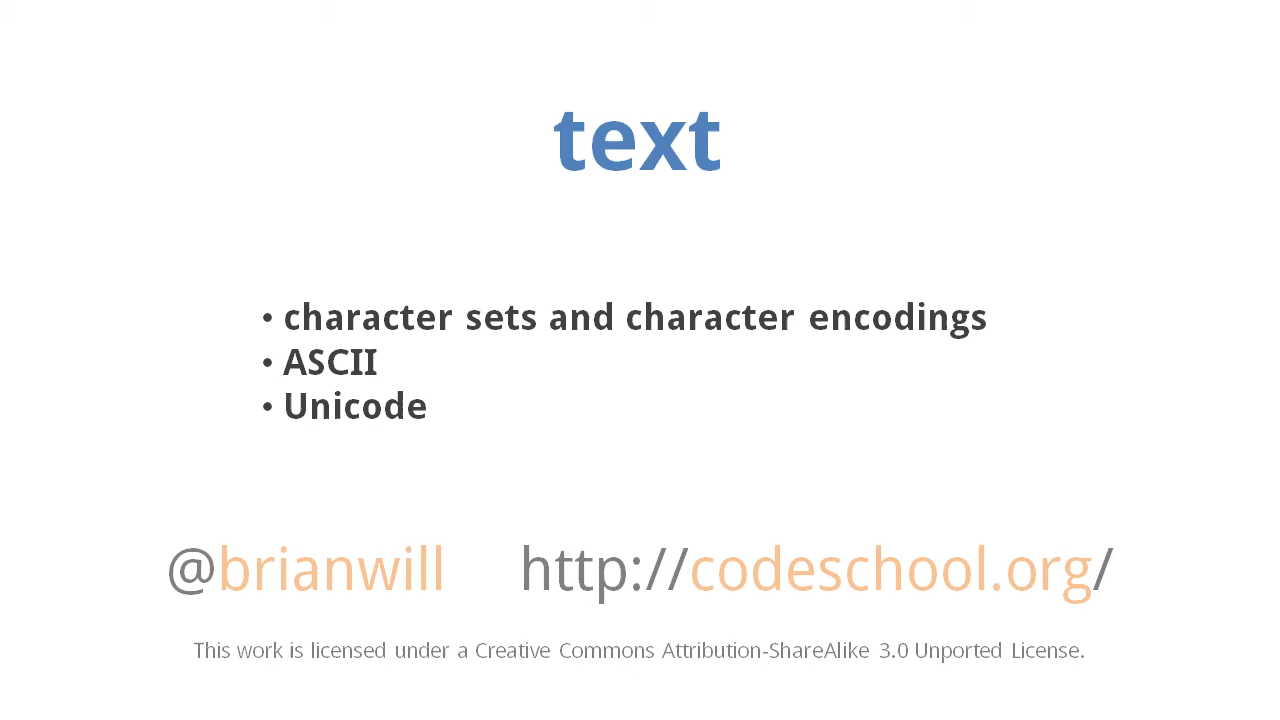 text
• character sets and character encodings
• ASCII
• Unicode
@brianwill http://codeschool.org/
This work is licensed under a Creative Commons Attribution-ShareAlike 3.0 Unported License.